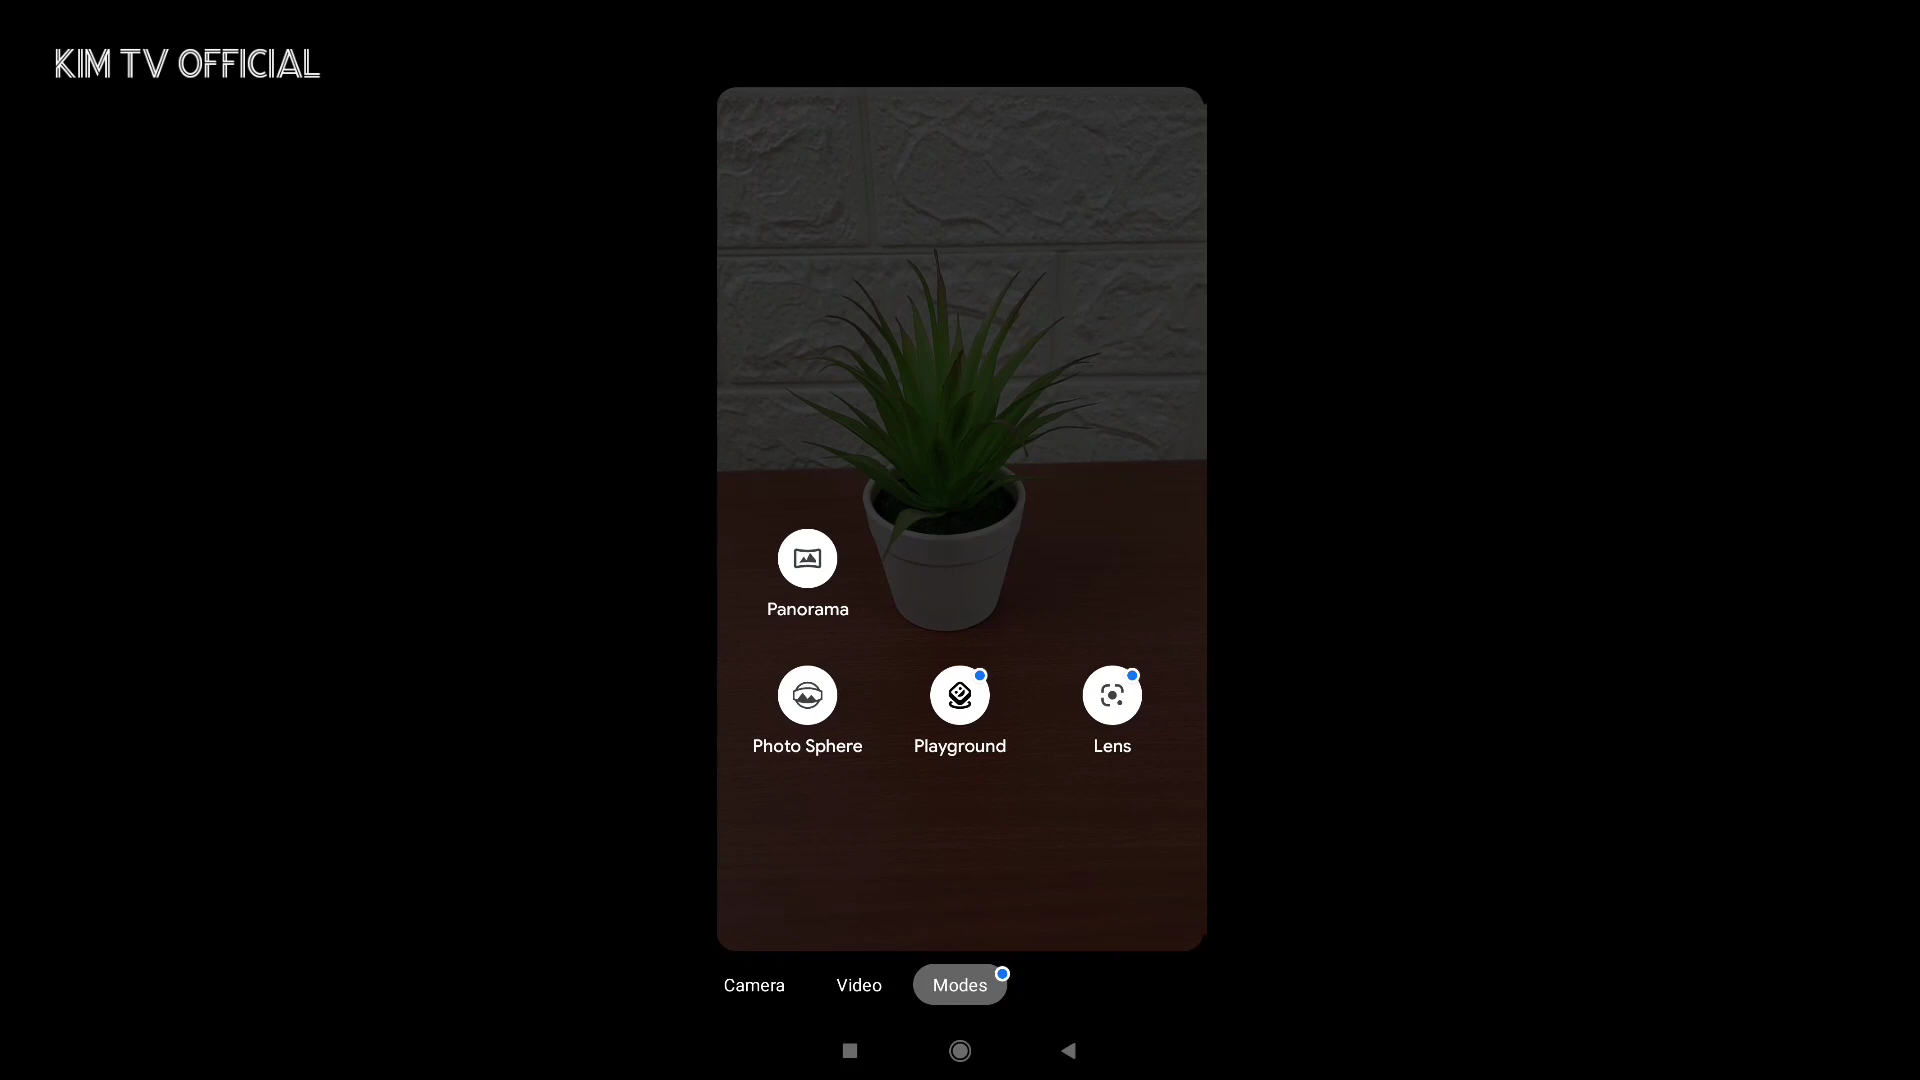 KIM TV OFFICIAL
Panorama
Photo Sphere
Playground
Lens
Camera
Video
Modes